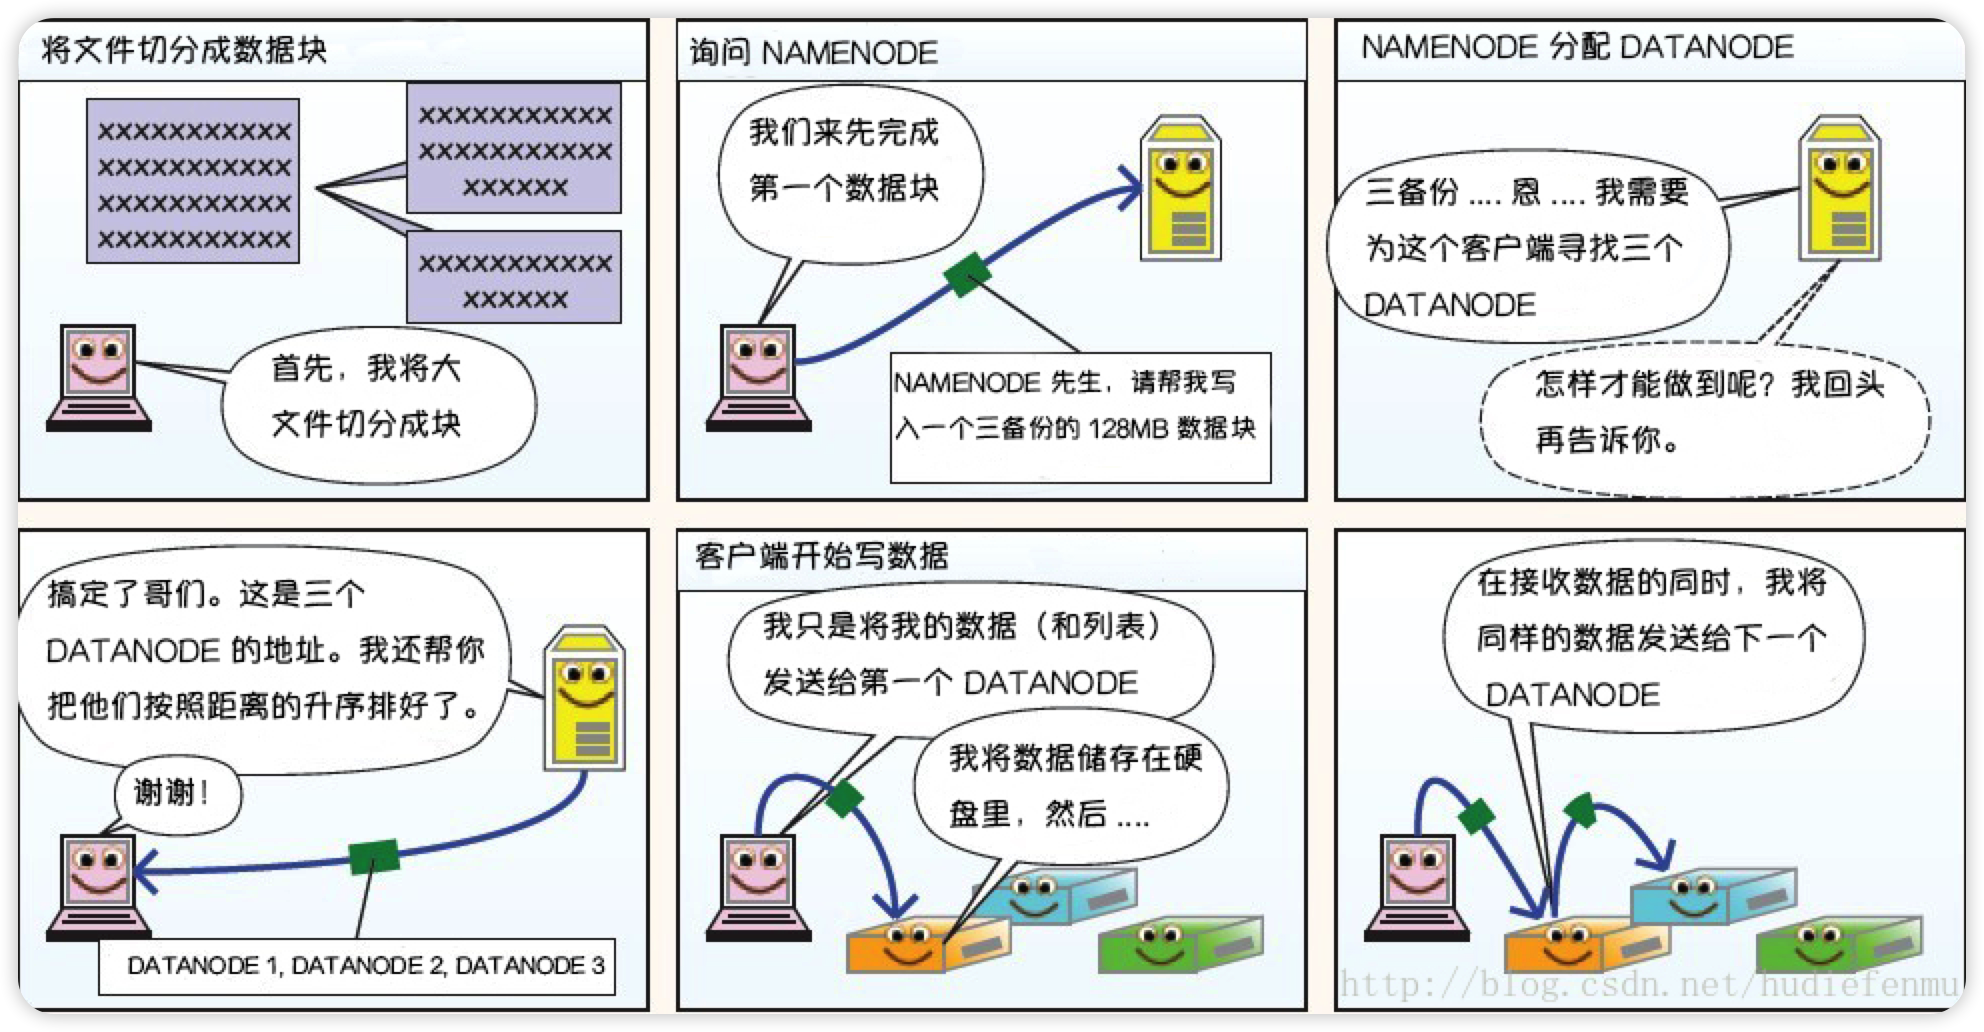 将文件切分成数据块
XXXXXXXXXXX
XXXXXXXXXXX
XXXXXXXXXXX
XXXXXXXXXXX
XXXXXXXXXXX
XXXXXXXXXXX
XXXXXX
XXXXXXXXXXX
XXXXXX
首先，我将大
文件切分成块
询问 NAMENODE
我们来先完成
第一个数据块
NAMENODE 先生，请帮我写
入一个三备份的 128MB 数据块
NAMENODE 分配 DATANODE
三备份 .... 恩 .... 我需要
为这个客户端寻找三个
DATANODE
怎样才能做到呢？我回头
再告诉你。
搞定了哥们。这是三个
DATANODE 的地址。我还帮你
把他们按照距离的升序排好了。
谢谢！
DATANODE 1, DATANODE 2, DATANODE 3
客户端开始写数据
我只是将我的数据（和列表）
发送给第一个 DATANODE
我将数据储存在硬
盘里，然后 ....
在接收数据的同时，我将
同样的数据发送给下一个
DATANODE
http://blog.csdn.net/hudiefenmu